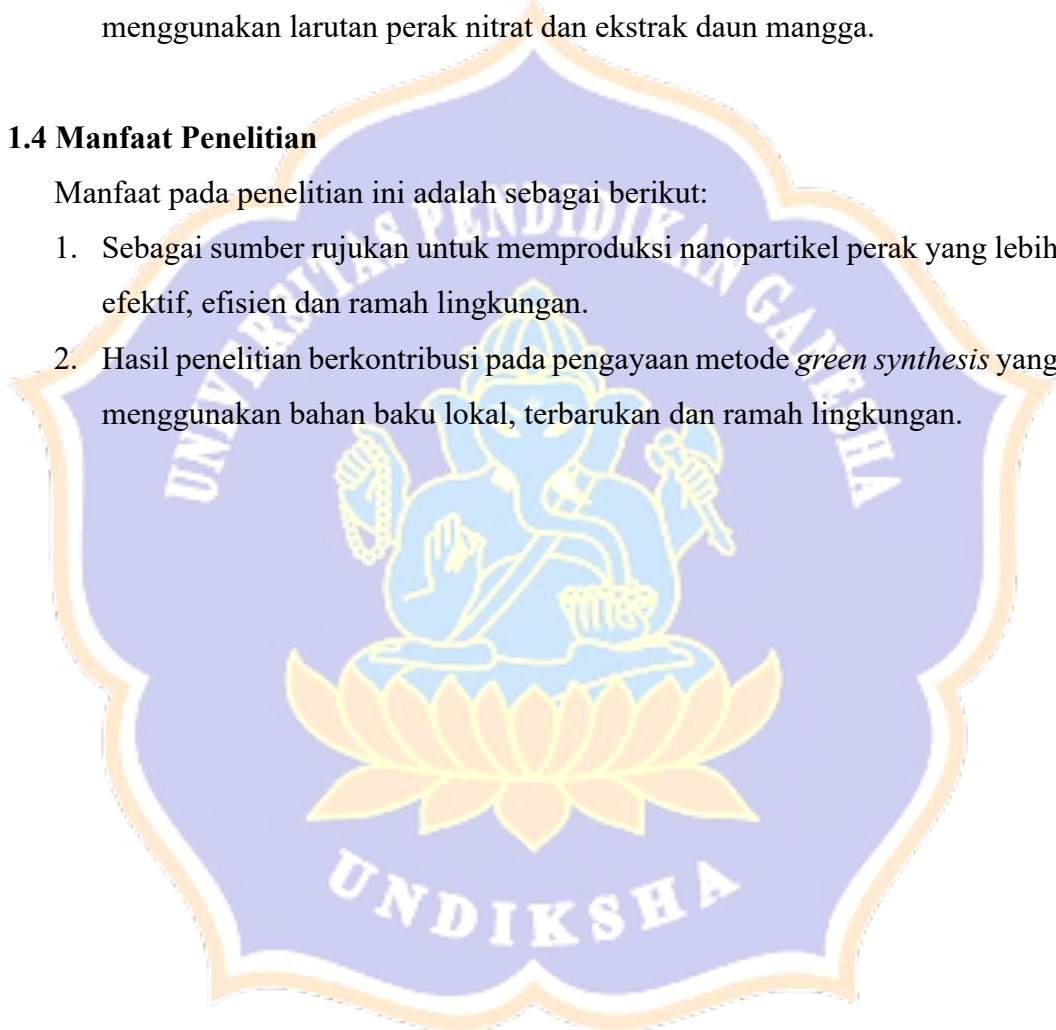 menggunakan larutan perak nitrat dan ekstrak daun mangga.
1.4 Manfaat Penelitian
Manfaat pada penelitian ini adalah sebagai berikut:
1. Sebagai sumber rujukan untuk memproduksi nanopartikel perak yang lebih
efektif, efisien dan ramah lingkungan.
2. Hasil penelitian berkontribusi pada pengayaan metode green synthesis yang
menggunakan bahan baku lokal, terbarukan dan ramah lingkungan.
UNIVERSITAS PENDIDIKAN GANESHA
UNDIKSHA